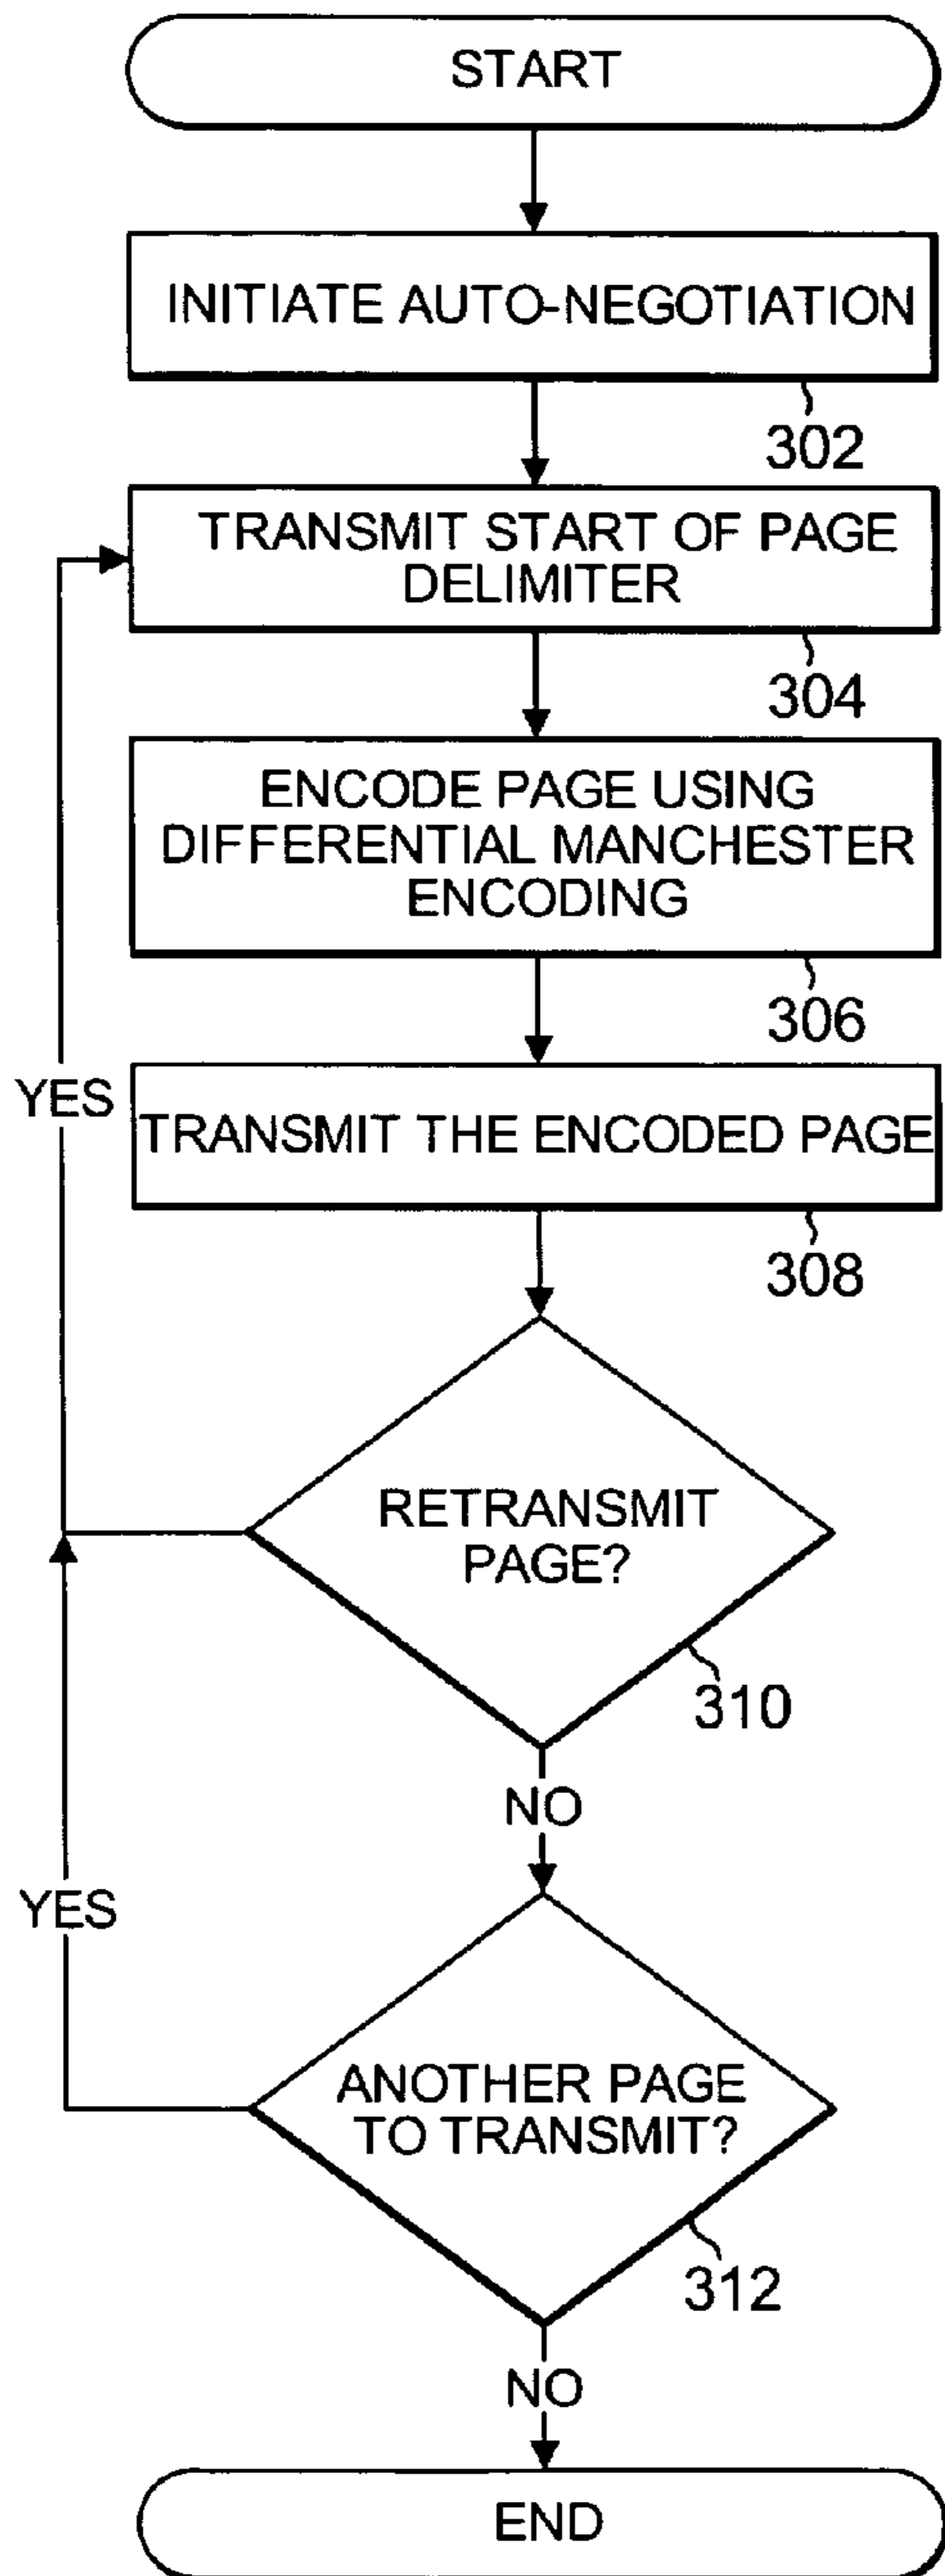 START
INITIATE AUTO-NEGOTIATION
302
TRANSMIT START OF PAGE
DELIMITER
304
ENCODE PAGE USING
DIFFERENTIAL MANCHESTER
ENCODING
306
YES
TRANSMIT THE ENCODED PAGE
308
RETRANSMIT
PAGE?
310
NO
YES
ANOTHER PAGE
TO TRANSMIT?
312
NO
END